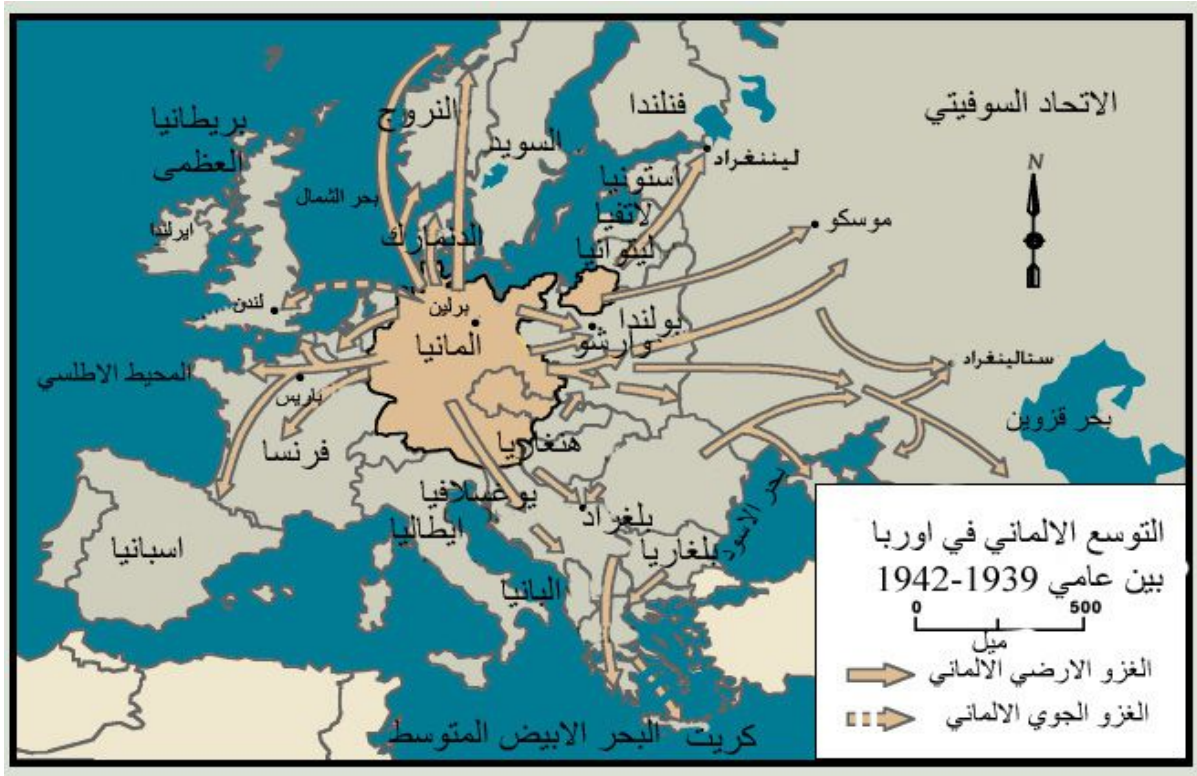 الاتحاد السوفيتي
N
فنلندا
النرويج
السويد
بريطانيا
العظمى
بحر الشمال
ايرلندا
لندن
الدنمارك
استونيا
لاتفيا
ليتوانيا
لينينغراد
موسكو
برلين
المانيا
بولندا
وارشو
ستالينغراد
بحر قزوين
المحيط الاطلسي
باريس
فرنسا
هنغاريا
يوغسلافيا
ايطاليا
بلغراد
بلغاريا
بحر الاسود
اسبانيا
البانيا
كريت
البحر الابيض المتوسط
التوسع الالماني في اوربا
بين عامي 1939-1942
0 500
ميل
الغزو الارضي الالماني
الغزو الجوي الالماني